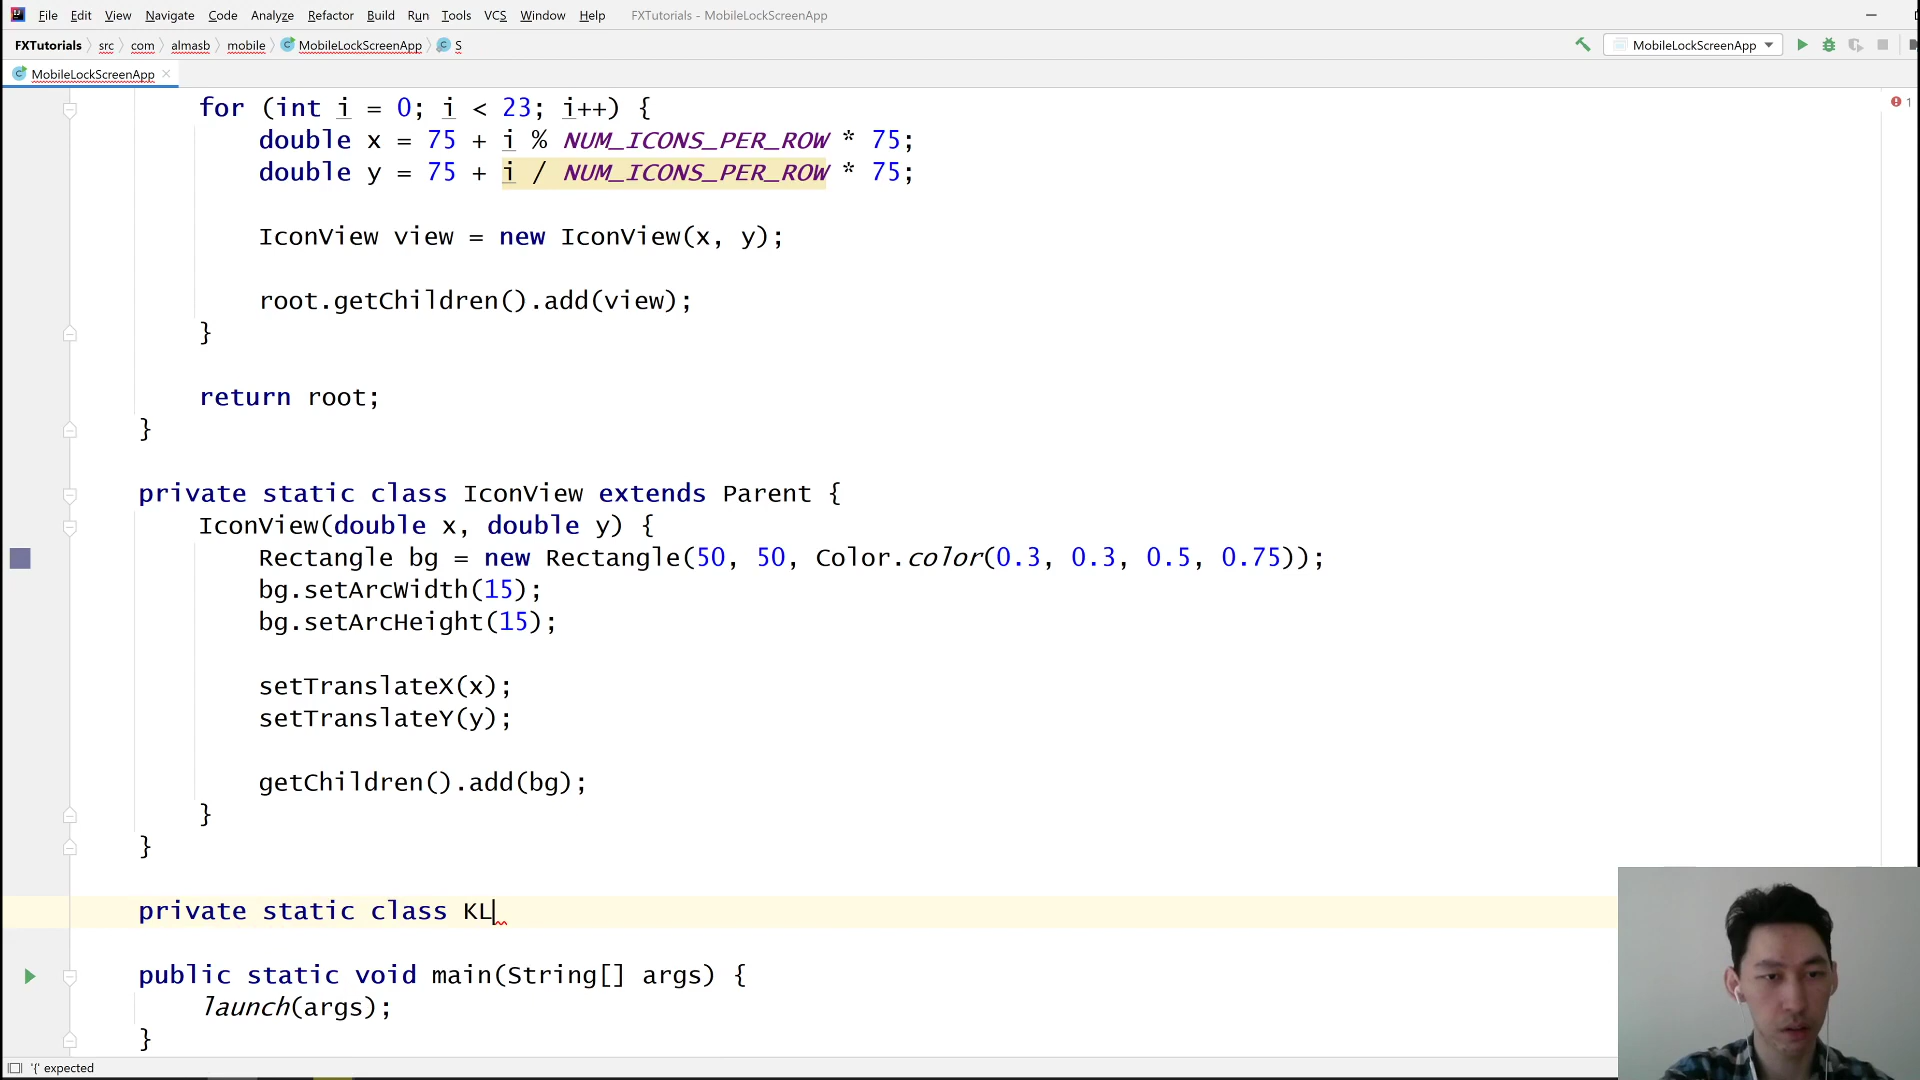 File Edit View Navigate Code Analyze Refactor Build Run Tools VCS Window Help FXTutorials - MobileLockScreenApp
FXTutorials src com almasb mobile MobileLockScreenApp S MobileLockScreenApp
MobileLockScreenApp
for (int i = 0; i < 23; i++) {
1
double x = 75 + i % NUM_ICONS_PER_ROW * 75;
double y = 75 + i / NUM_ICONS_PER_ROW * 75;
IconView view = new IconView(x, y);
root.getChildren().add(view);
}
return root;
}
private static class IconView extends Parent {
IconView(double x, double y) {
Rectangle bg = new Rectangle(50, 50, Color.color(0.3, 0.3, 0.5, 0.75));
bg.setArcWidth(15);
bg.setArcHeight(15);
setTranslateX(x);
setTranslateY(y);
getChildren().add(bg);
}
}
private static class KL
public static void main(String[] args) {
launch(args);
}
'{' expected